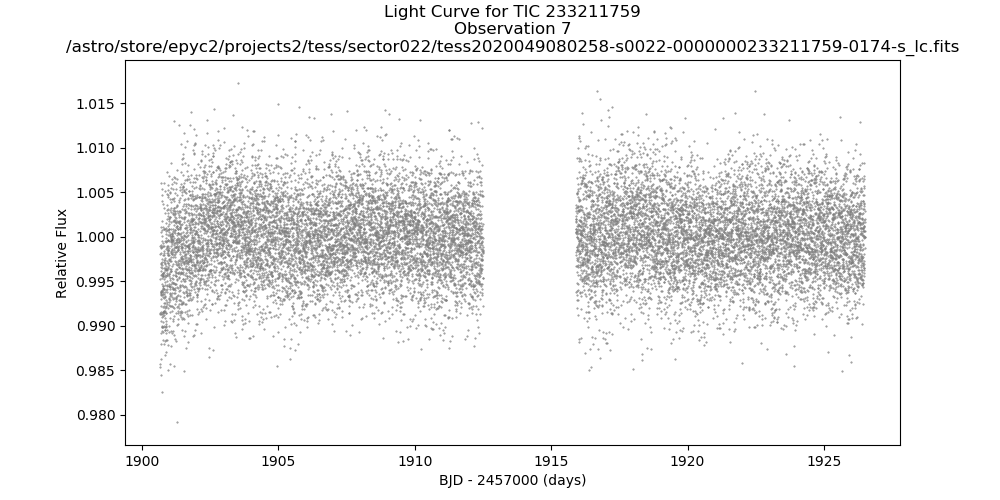 Light Curve for TIC 233211759
Observation 7
/astro/store/epyc2/projects2/tess/sector022/tess2020049080258-s0022-0000000233211759-0174-s_lc.fits
1.015
1.010
1.005
1.000
0.995
0.990
0.985
0.980
Relative Flux
1900 1905 1910 1915 1920 1925
BJD - 2457000 (days)